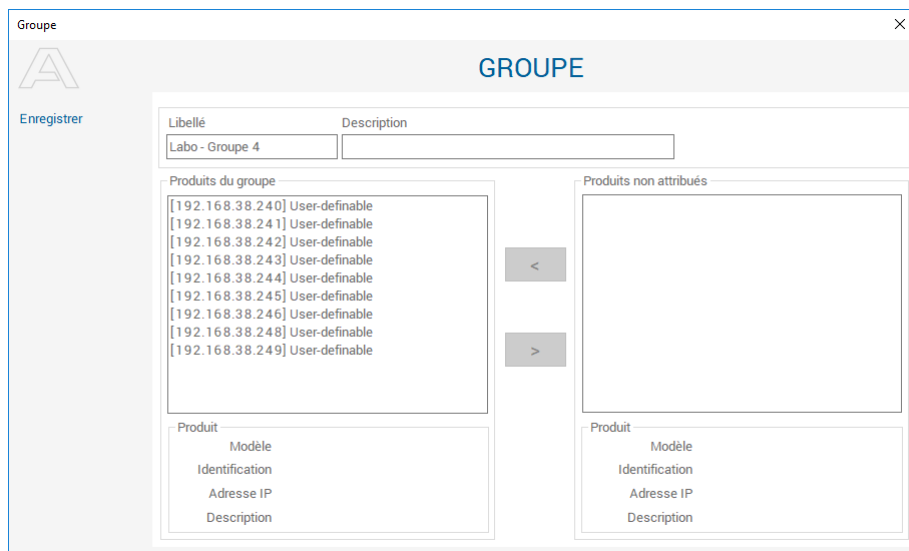 Groupe
GROUPE
Enregistrer
Libellé Description
Labo - Groupe 4
Produits du groupe
[192.168.38.240] User-definable
[192.168.38.241] User-definable
[192.168.38.242] User-definable
[192.168.38.243] User-definable
[192.168.38.244] User-definable
[192.168.38.245] User-definable
[192.168.38.246] User-definable
[192.168.38.248] User-definable
[192.168.38.249] User-definable
Produit
Modèle
Identification
Adresse IP
Description
<
>
Produits non attribués
Produit
Modèle
Identification
Adresse IP
Description